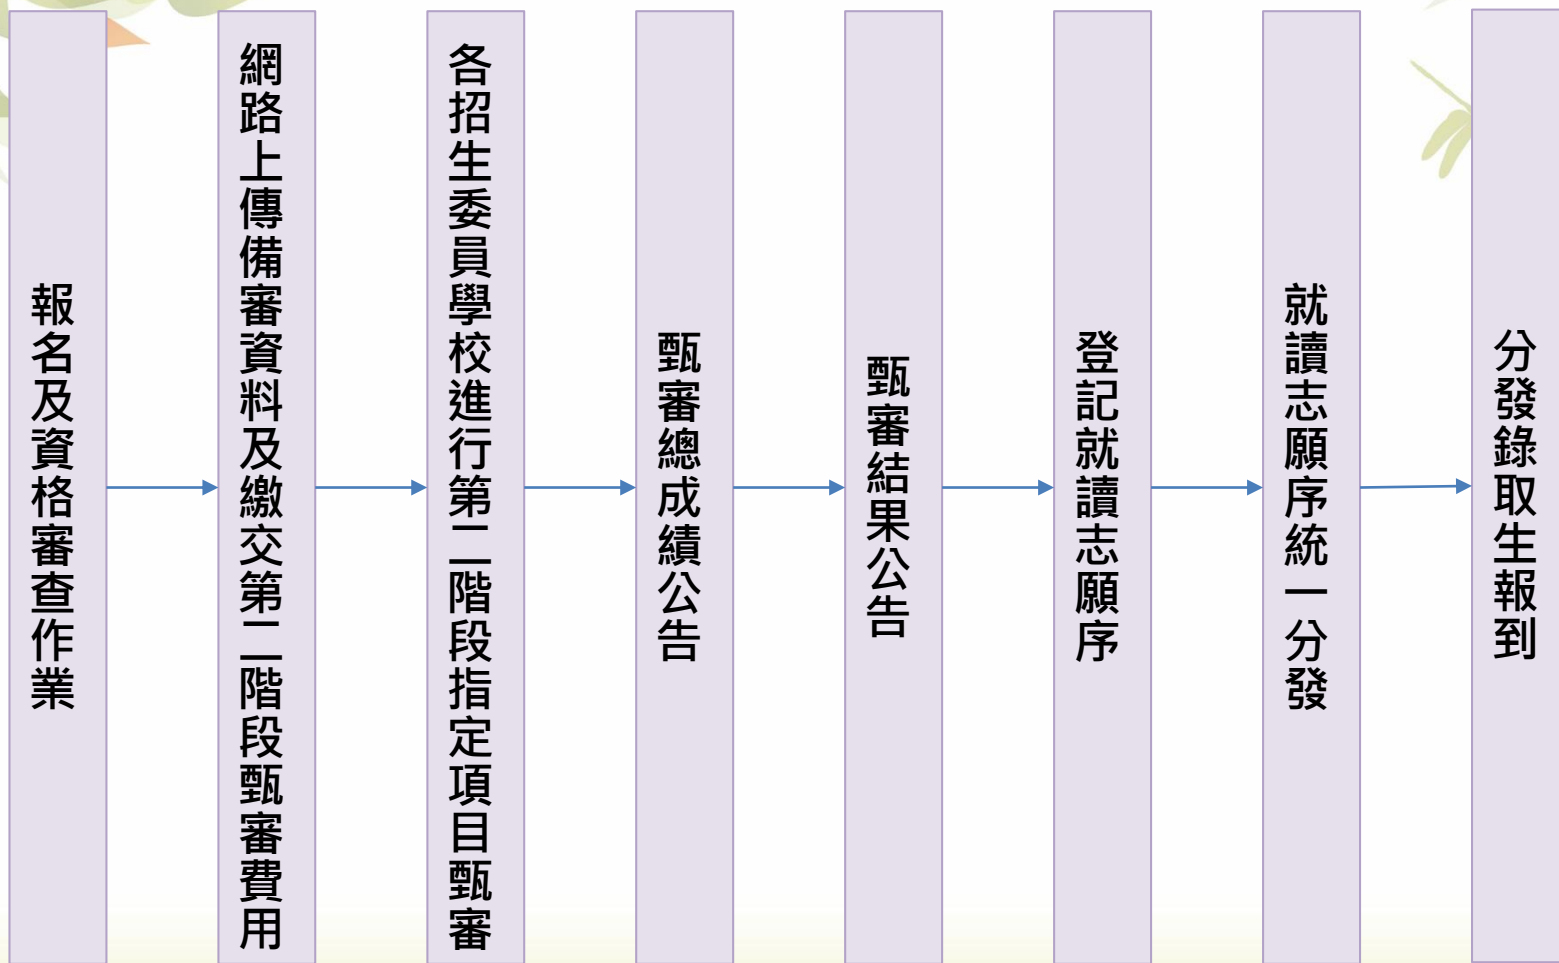 報名及資格審查作業
網路上傳備審資料及繳交第二階段甄審費用
各招生委員學校進行第二階段指定項目甄審
甄審總成績公告
甄審結果公告
登記就讀志願序
就讀志願序統一分發
分發錄取生報到